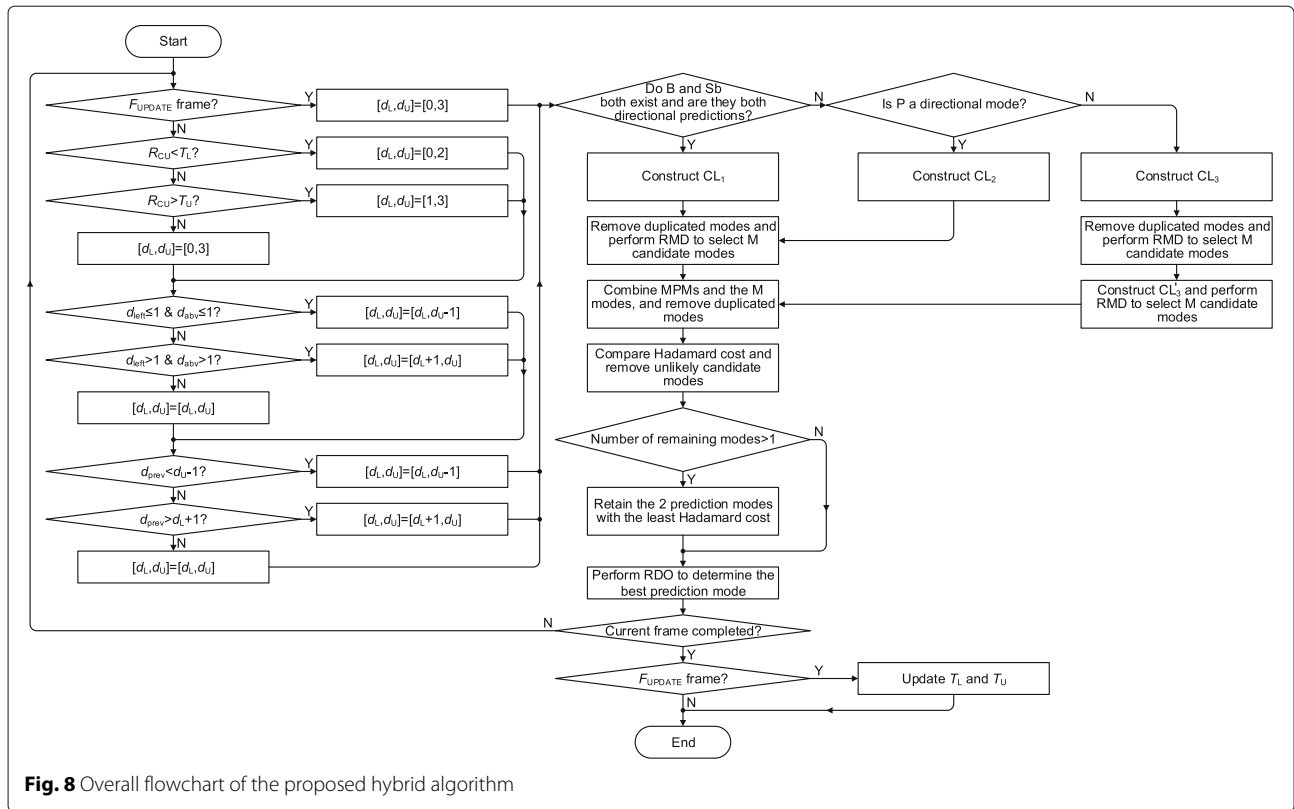 Start
F_UPDATE frame?
Y
[d_L,d_U]=[0,3]
N
R_CU<T_L?
Y
[d_L,d_U]=[0,2]
N
R_CU>T_U?
Y
[d_L,d_U]=[1,3]
N
[d_L,d_U]=[0,3]
d_left≤1 & d_abv≤1?
Y
[d_L,d_U]=[d_L,d_U-1]
N
d_left>1 & d_abv>1?
Y
[d_L,d_U]=[d_L+1,d_U]
N
[d_L,d_U]=[d_L,d_U]
d_prev<d_U-1?
Y
[d_L,d_U]=[d_L,d_U-1]
N
d_prev>d_L+1?
Y
[d_L,d_U]=[d_L+1,d_U]
N
[d_L,d_U]=[d_L,d_U]
Do B and Sb
both exist and are they both
directional predictions?
N
Y
Is P a directional mode?
N
Y
Construct CL_1
Construct CL_2
Construct CL_3
Remove duplicated modes and
perform RMD to select M
candidate modes
Remove duplicated modes and
perform RMD to select M
candidate modes
Combine MPMs and the M
modes, and remove duplicated
modes
Construct CL'_3 and perform
RMD to select M candidate
modes
Compare Hadamard cost and
remove unlikely candidate
modes
Number of remaining modes>1
N
Y
Retain the 2 prediction modes
with the least Hadamard cost
Perform RDO to determine the
best prediction mode
Current frame completed?
N
Y
F_UPDATE frame?
Y
Update T_L and T_U
N
End
Fig. 8 Overall flowchart of the proposed hybrid algorithm